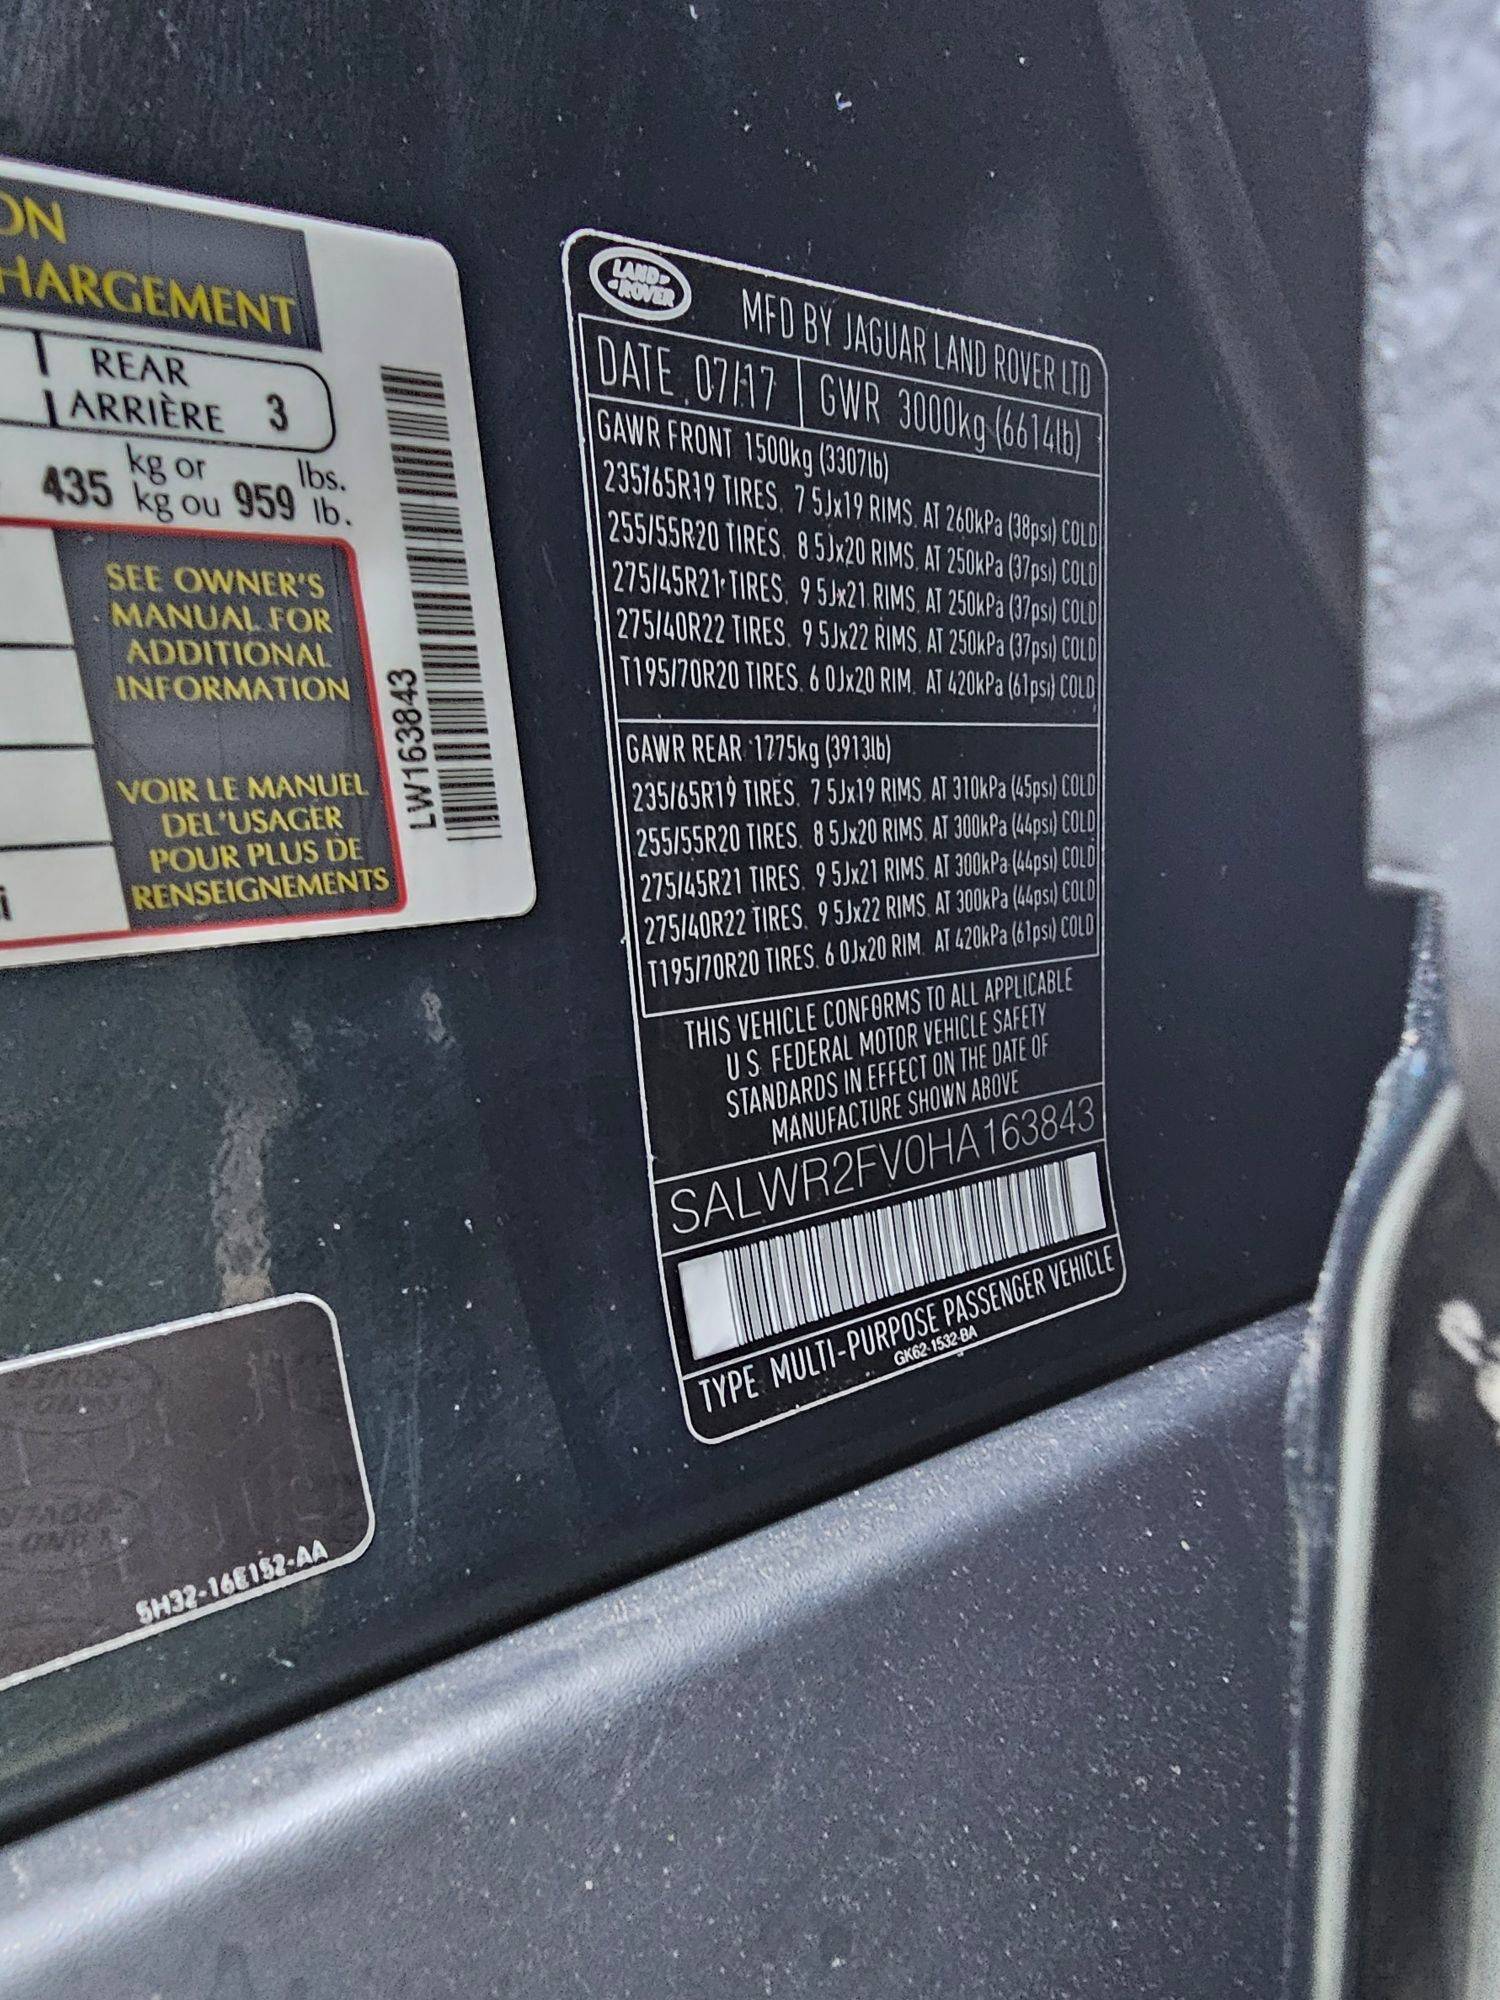 ON
HARGEMENT
REAR
ARRIÈRE 3
435 kg or 959 lbs.
kg ou lb.
SEE OWNER'S
MANUAL FOR
ADDITIONAL
INFORMATION
VOIR LE MANUEL
DEL'USAGER
POUR PLUS DE
RENSEIGNEMENTS
i
LW163843
LAND
ROVER
MFD BY JAGUAR LAND ROVER LTD
DATE 07/17 GWR 3000kg (6614lb)
GAWR FRONT 1500kg (3307lb)
235/65R19 TIRES. 7 5Jx19 RIMS. AT 260kPa (38psi) COLD
255/55R20 TIRES. 8 5Jx20 RIMS. AT 250kPa (37psi) COLD
275/45R21 TIRES. 9 5Jx21 RIMS. AT 250kPa (37psi) COLD
275/40R22 TIRES. 9 5Jx22 RIMS. AT 250kPa (37psi) COLD
T195/70R20 TIRES. 6 0Jx20 RIM. AT 420kPa (61psi) COLD
GAWR REAR 1775kg (3913lb)
235/65R19 TIRES. 7 5Jx19 RIMS. AT 310kPa (45psi) COLD
255/55R20 TIRES. 8 5Jx20 RIMS. AT 300kPa (44psi) COLD
275/45R21 TIRES. 9 5Jx21 RIMS. AT 300kPa (44psi) COLD
275/40R22 TIRES. 9 5Jx22 RIMS. AT 300kPa (44psi) COLD
T195/70R20 TIRES. 6 0Jx20 RIM. AT 420kPa (61psi) COLD
THIS VEHICLE CONFORMS TO ALL APPLICABLE
U S FEDERAL MOTOR VEHICLE SAFETY
STANDARDS IN EFFECT ON THE DATE OF
MANUFACTURE SHOWN ABOVE
SALWR2FV0HA163843
TYPE MULTI-PURPOSE PASSENGER VEHICLE
GK62-1532-BA
5H32-16E152-AA